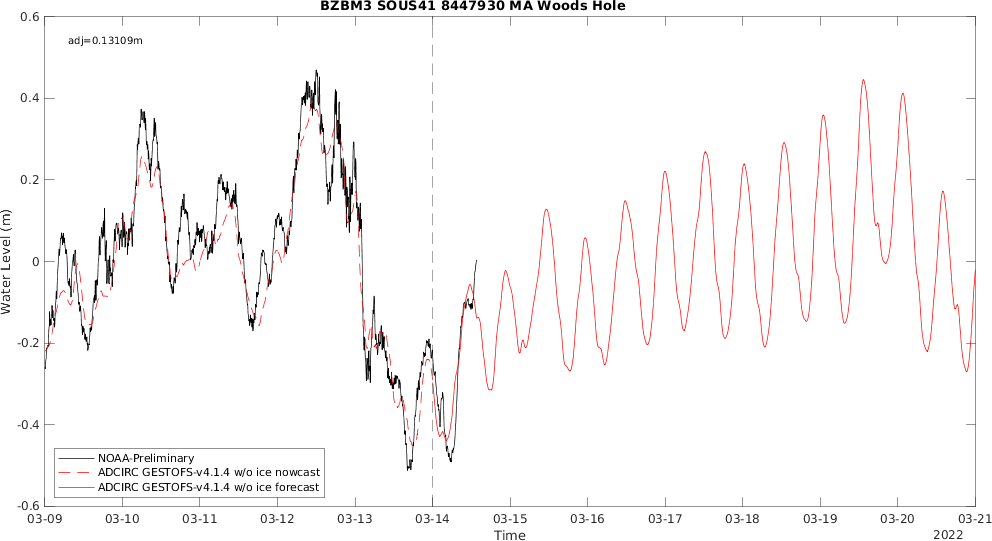 BZBM3 SOUS41 8447930 MA Woods Hole
adj=0.13109m
Water Level (m)
0.6
0.4
0.2
0
-0.2
-0.4
-0.6
NOAA-Preliminary
ADCIRC GESTOFS-v4.1.4 w/o ice nowcast
ADCIRC GESTOFS-v4.1.4 w/o ice forecast
03-09 03-10 03-11 03-12 03-13 03-14 03-15 03-16 03-17 03-18 03-19 03-20 03-21
Time
2022